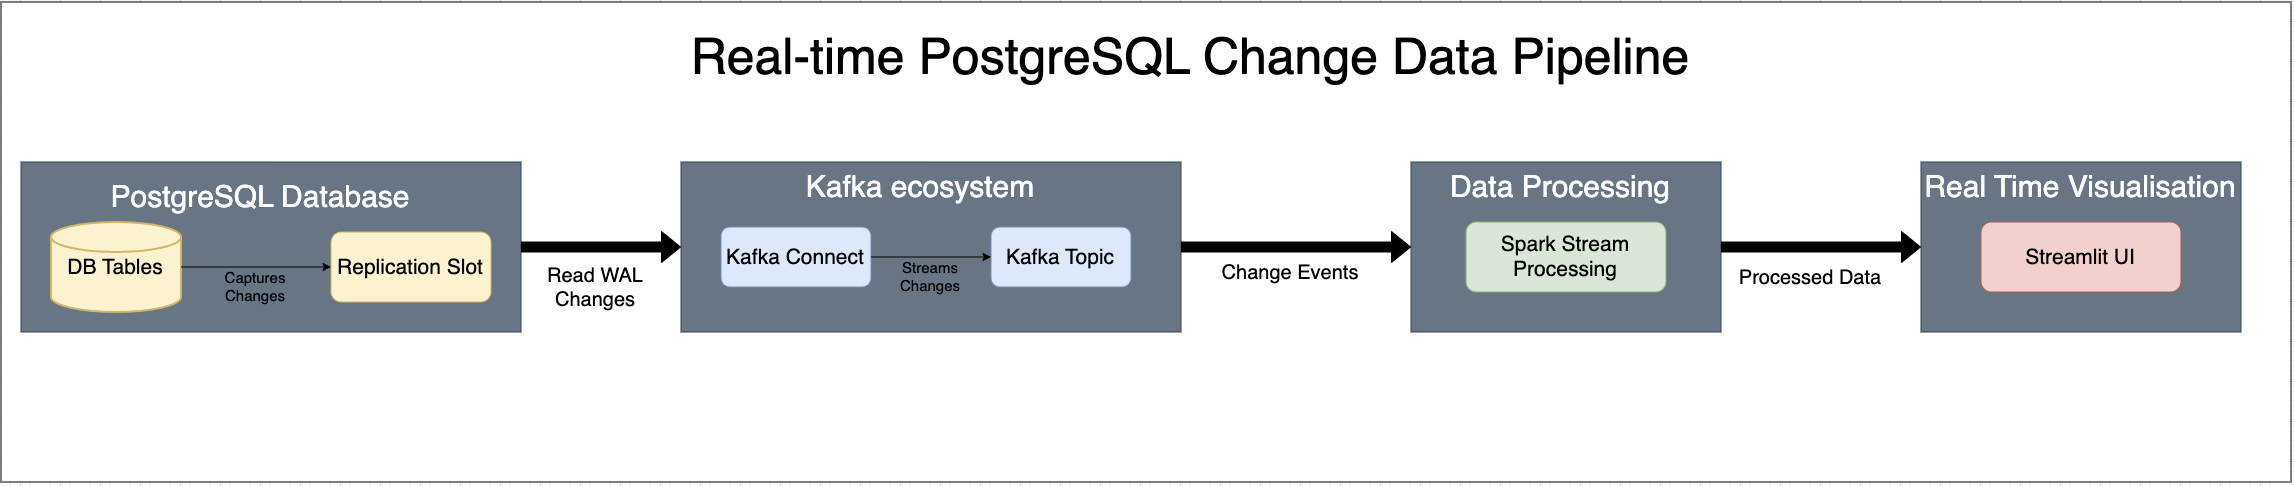 Real-time PostgreSQL Change Data Pipeline
PostgreSQL Database
DB Tables
Captures
Changes
Replication Slot
Read WAL
Changes
Kafka ecosystem
Kafka Connect
Streams
Changes
Kafka Topic
Change Events
Data Processing
Spark Stream
Processing
Processed Data
Real Time Visualisation
Streamlit UI